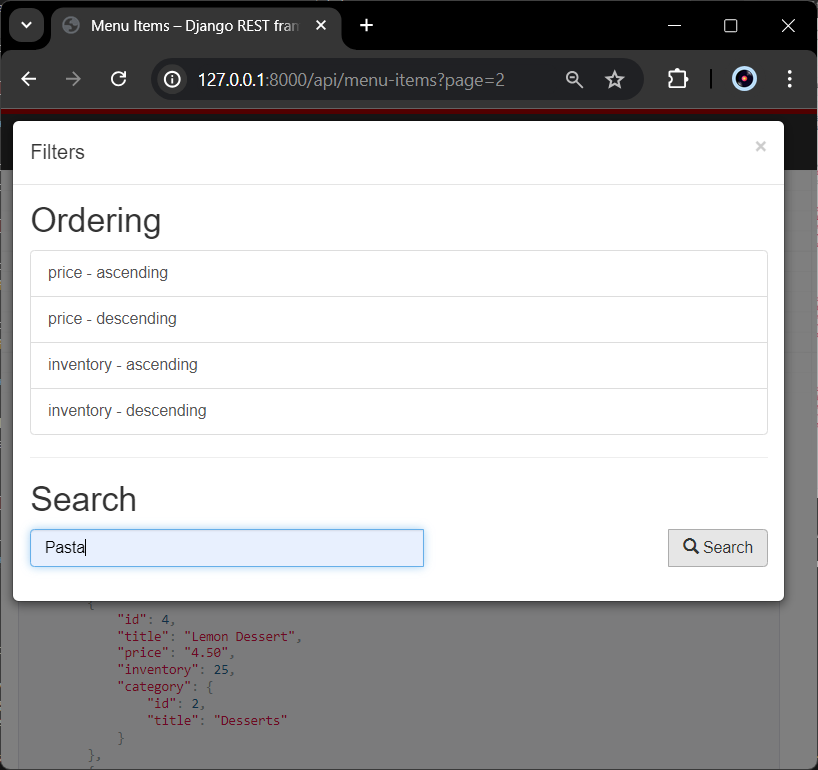 Menu Items – Django REST fran
127.0.0.1:8000/api/menu-items?page=2
Filters
×
Ordering
price - ascending
price - descending
inventory - ascending
inventory - descending
Search
Pasta
Search
{
"id": 4,
"title": "Lemon Dessert",
"price": "4.50",
"inventory": 25,
"category": {
"id": 2,
"title": "Desserts"
}
},